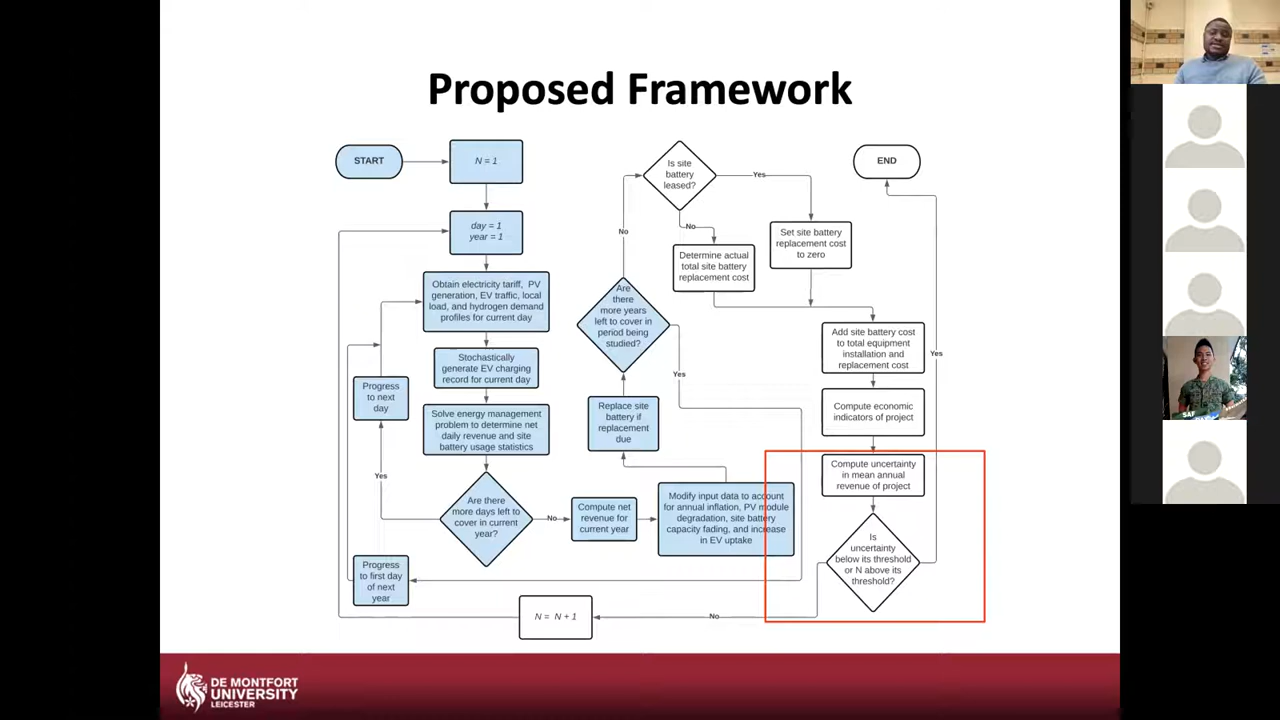 Proposed Framework
START
N = 1
day = 1
year = 1
Obtain electricity tariff, PV
generation, EV traffic, local
load, and hydrogen demand
profiles for current day
Stochastically
generate EV charging
record for current day
Progress
to next
day
Solve energy management
problem to determine net
daily revenue and site
battery usage statistics
Yes
Are there
more days left to
cover in current
year?
No
Compute net
revenue for
current year
Modify input data to account
for annual inflation, PV module
degradation, site battery
capacity fading, and increase
in EV uptake
Replace site
battery if
replacement
due
Are
there
more years
left to cover in
period being
studied?
Yes
Progress
to first day
of next
year
No
Is site
battery
leased?
Yes
No
Determine actual
total site battery
replacement cost
Set site battery
replacement cost
to zero
Add site battery cost
to total equipment
installation and
replacement cost
Compute economic
indicators of project
Compute uncertainty
in mean annual
revenue of project
Is
uncertainty
below its threshold
or N above its
threshold?
Yes
END
No
N = N + 1
DE MONTFORT
UNIVERSITY
LEICESTER
SAF